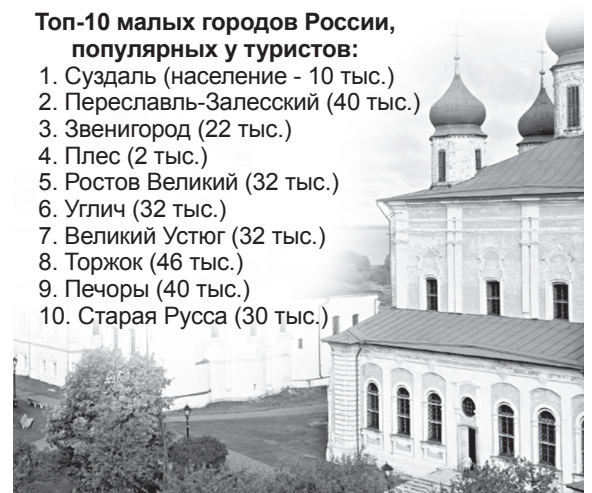 Топ-10 малых городов России,
популярных у туристов:
1. Суздаль (население - 10 тыс.)
2. Переславль-Залесский (40 тыс.)
3. Звенигород (22 тыс.)
4. Плес (2 тыс.)
5. Ростов Великий (32 тыс.)
6. Углич (32 тыс.)
7. Великий Устюг (32 тыс.)
8. Торжок (46 тыс.)
9. Печоры (40 тыс.)
10. Старая Русса (30 тыс.)